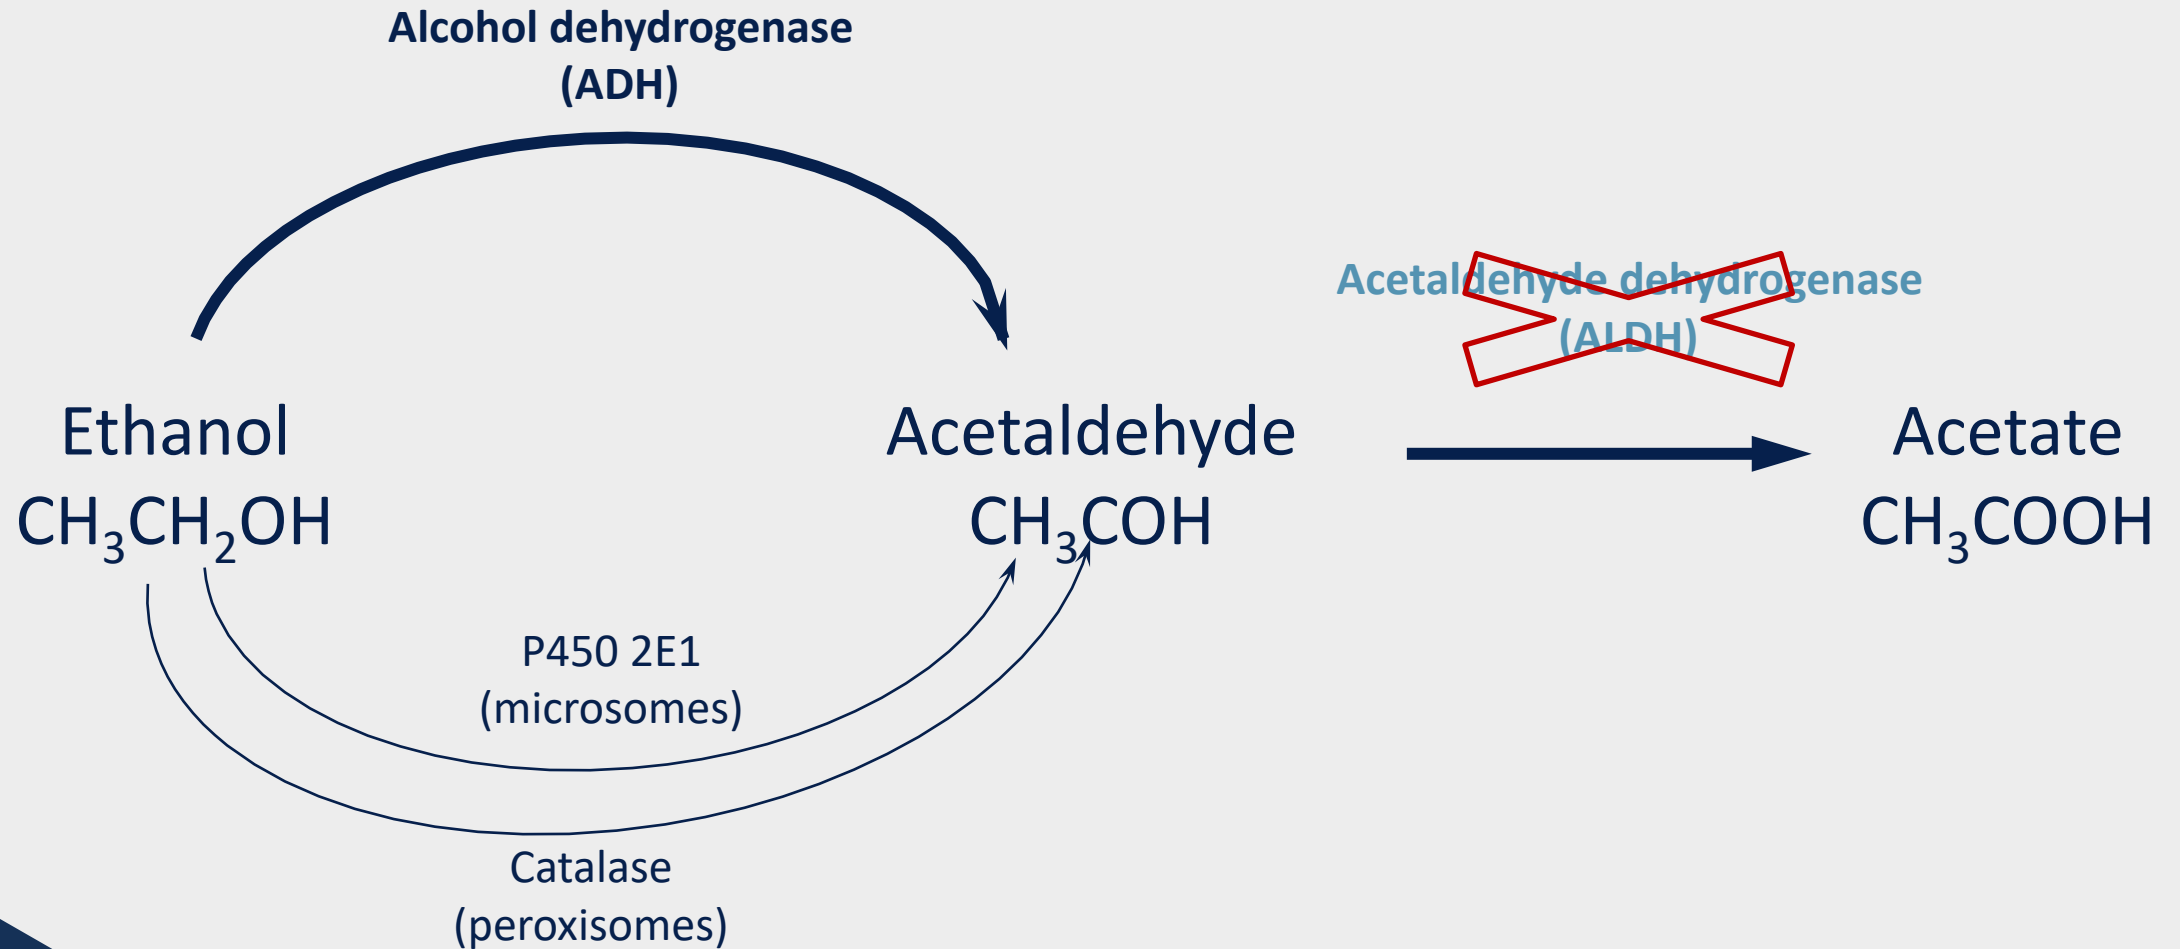 Alcohol dehydrogenase
(ADH)
Acetaldehyde dehydrogenase
(ALDH)
Ethanol
CH₃CH₂OH
Acetaldehyde
CH₃COH
Acetate
CH₃COOH
P450 2E1
(microsomes)
Catalase
(peroxisomes)